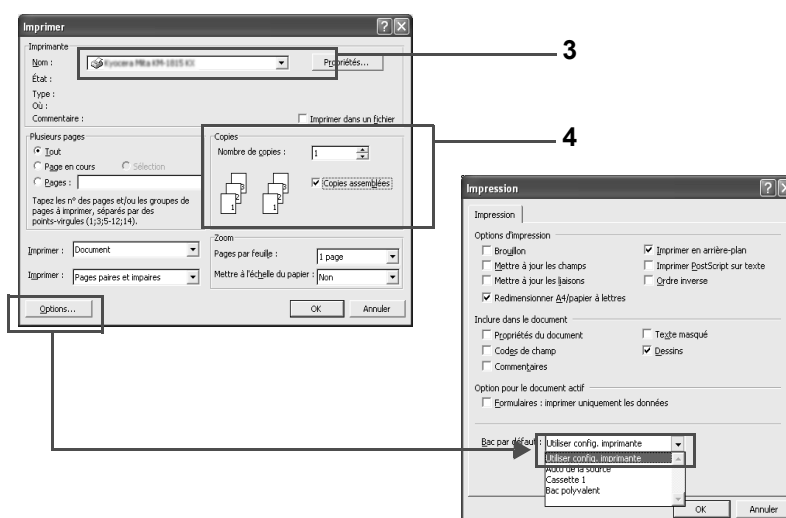 Imprimer
Imprimante
Nom : Kyocera Mita KM-1815 KX
Propriétés...
3
État :
Type :
Où :
Commentaire :
Imprimer dans un fichier
Plusieurs pages
Tout
Page en cours
Sélection
Pages :
Tapez les n° des pages et/ou les groupes de
pages à imprimer, séparés par des
points-virgules (1;3;5-12;14).
Copies
Nombre de copies : 1
Copies assemblées
4
Imprimer : Document
Imprimer : Pages paires et impaires
Zoom
Pages par feuille : 1 page
Mettre à l'échelle du papier : Non
Options...
OK
Annuler
Impression
Impression
Options d'impression
Brouillon
Mettre à jour les champs
Mettre à jour les liaisons
Redimensionner A4/papier à lettres
Imprimer en arrière-plan
Imprimer PostScript sur texte
Ordre inverse
Inclure dans le document
Propriétés du document
Codes de champ
Commentaires
Texte masqué
Dessins
Option pour le document actif
Formulaires : imprimer uniquement les données
Bac par défaut : Utiliser config. imprimante
Utiliser config. imprimante
Auto de la source
Cassette 1
Bac polyvalent
OK
Annuler